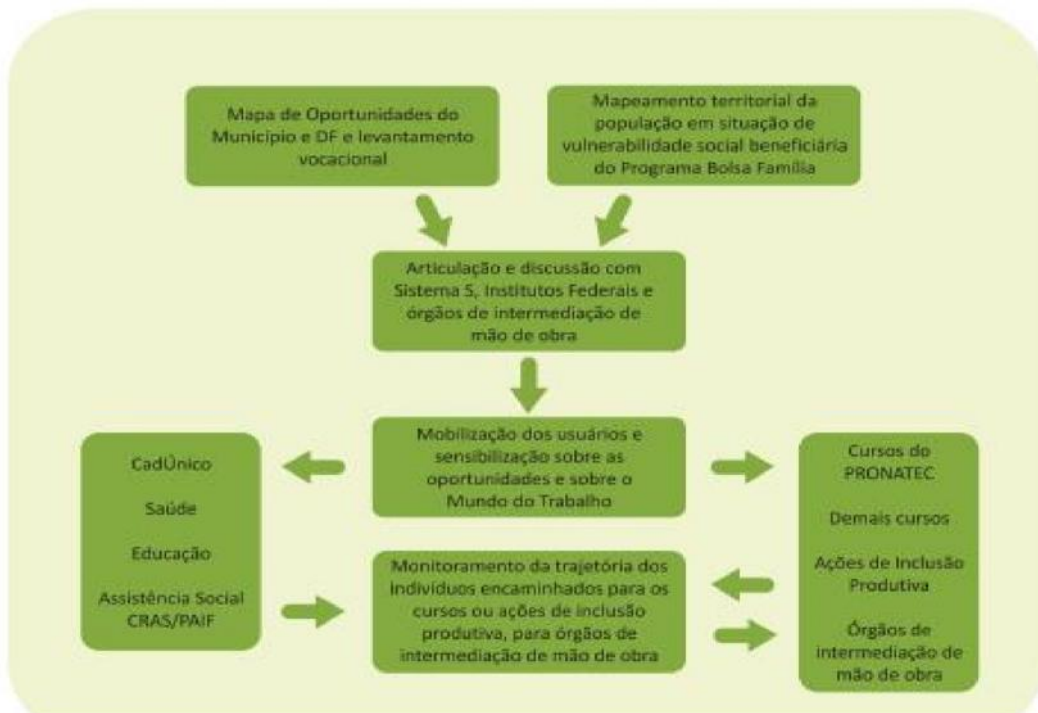 Mapa de Oportunidades do
Município e DF e levantamento
vocacional
Mapeamento territorial da
população em situação de
vulnerabilidade social beneficiária
do Programa Bolsa Família
Articulação e discussão com
Sistema S, Institutos Federais e
órgãos de intermediação de
mão de obra
Mobilização dos usuários e
sensibilização sobre as
oportunidades e sobre o
Mundo do Trabalho
CadÚnico
Saúde
Educação
Assistência Social
CRAS/PAIF
Monitoramento da trajetória dos
indivíduos encaminhados para os
cursos ou ações de inclusão
produtiva, para órgãos de
intermediação de mão de obra
Cursos do
PRONATEC
Demais cursos
Ações de Inclusão
Produtiva
Órgãos de
intermediação de
mão de obra